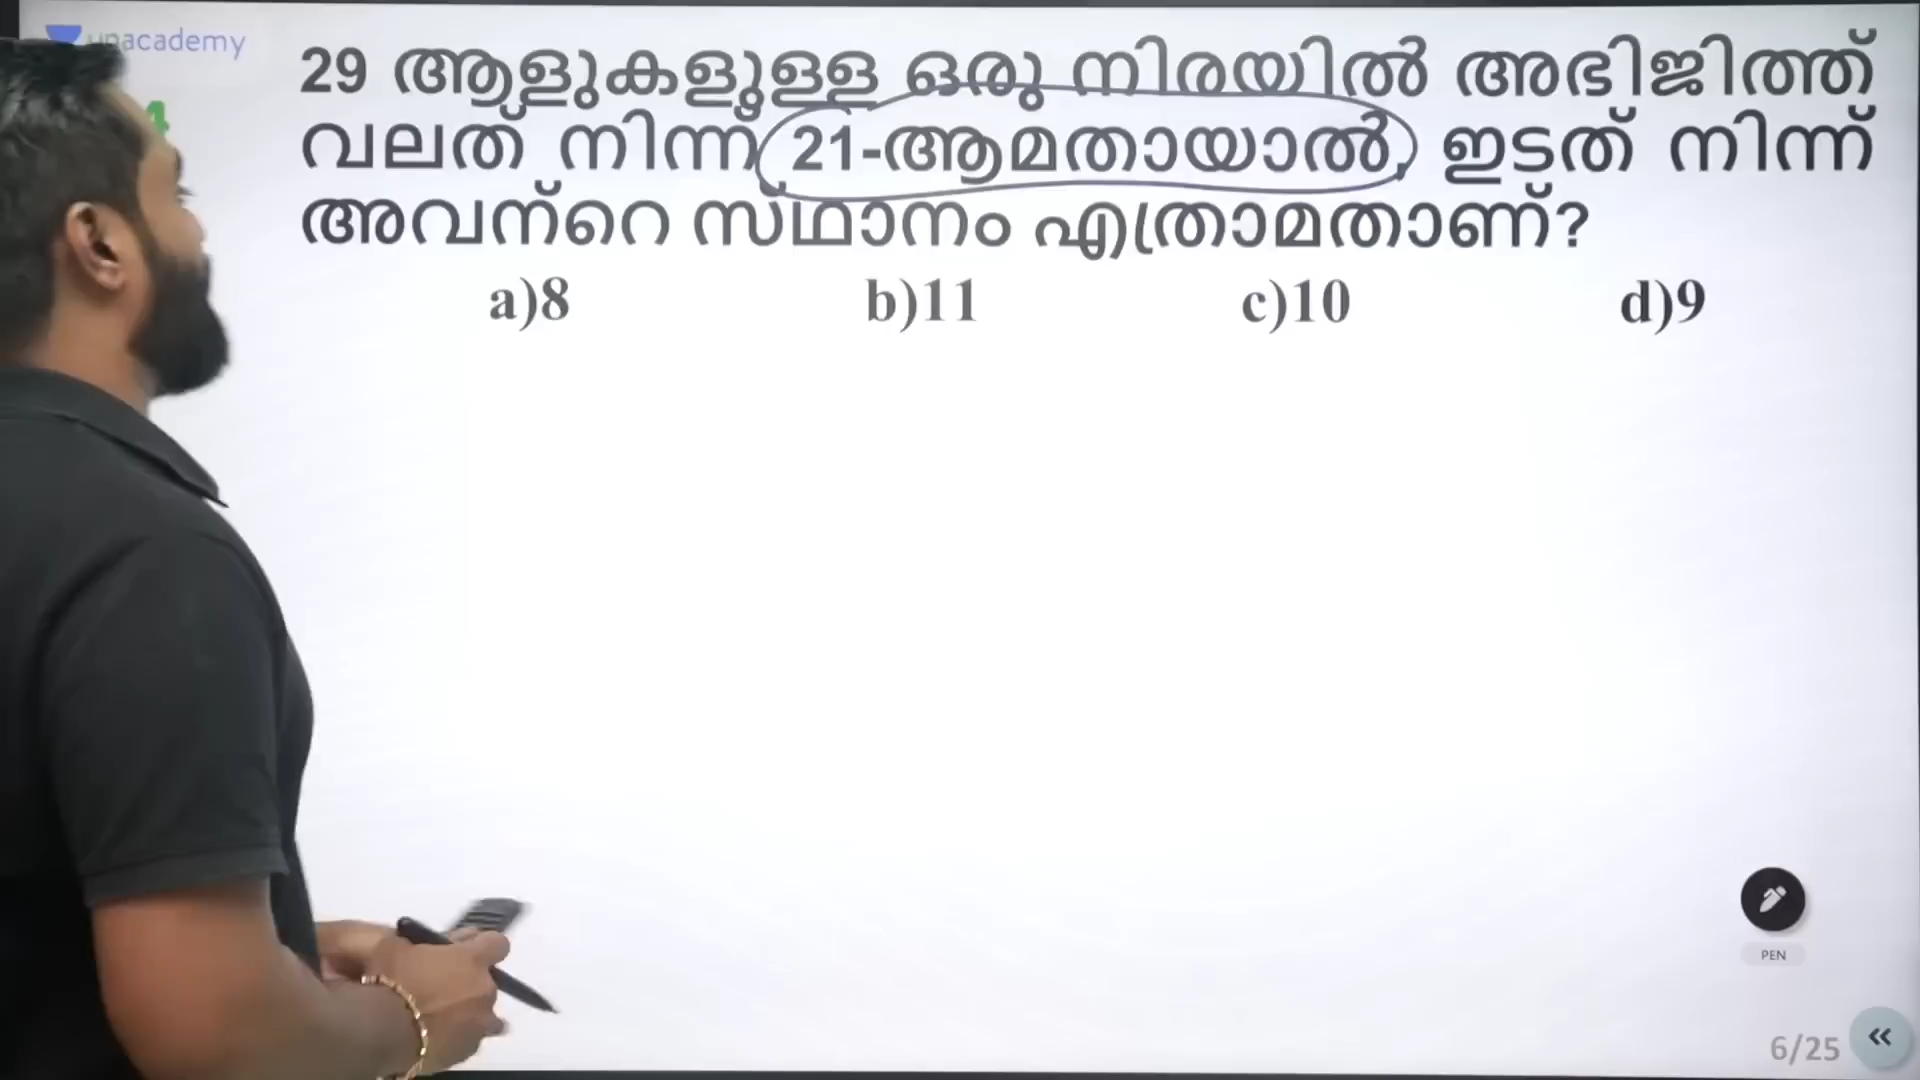 unacademy
4
29 ആളുകളുള്ള ഒരു നിരയിൽ അഭിജിത്ത്
വലത് നിന്ന് 21-ആമതായാൽ, ഇടത് നിന്ന്
അവന്റെ സ്ഥാനം എത്രാമതാണ്?
a)8 b)11 c)10 d)9
PEN
6/25